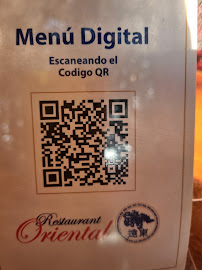 Menú Digital
Escaneando el
Codigo QR
Restaurant
Oriental